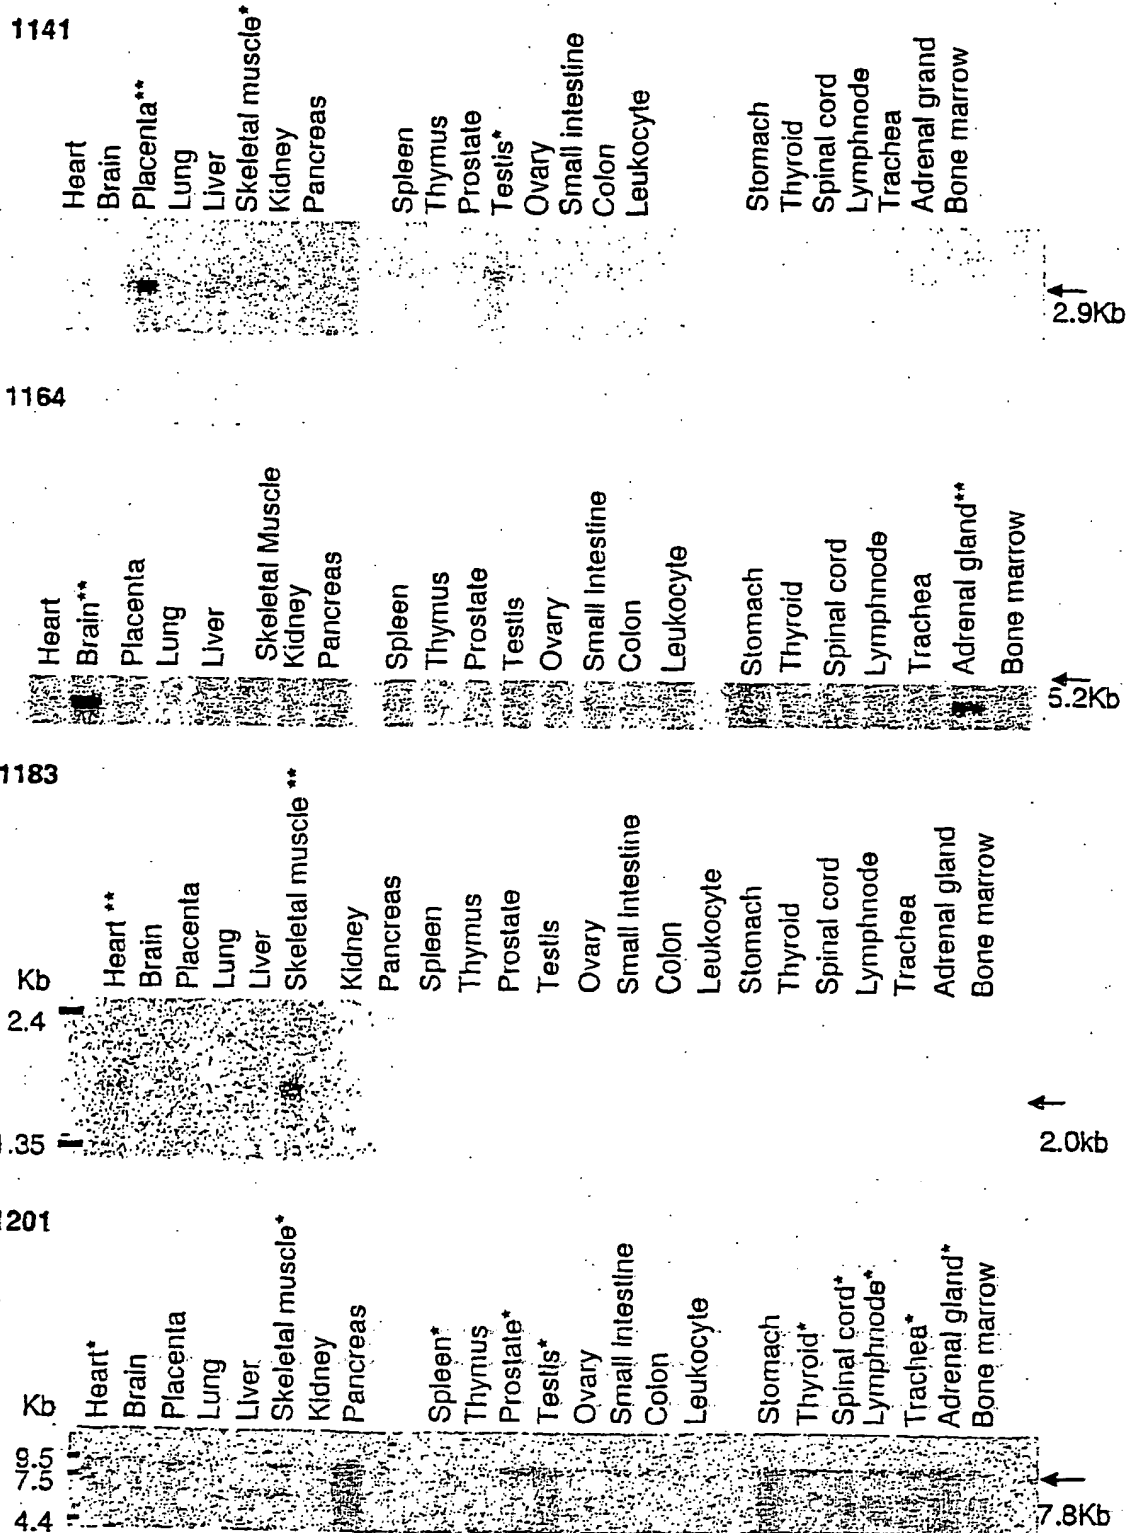 1141
Heart
Brain
Placenta**
Lung
Liver
Skeletal muscle*
Kidney
Pancreas
Spleen
Thymus
Prostate
Testis*
Ovary
Small intestine
Colon
Leukocyte
Stomach
Thyroid
Spinal cord
Lymphnode
Trachea
Adrenal grand
Bone marrow
2.9Kb
1164
Heart
Brain**
Placenta
Lung
Liver
Skeletal Muscle
Kidney
Pancreas
Spleen
Thymus
Prostate
Testis
Ovary
Small Intestine
Colon
Leukocyte
Stomach
Thyroid
Spinal cord
Lymphnode
Trachea
Adrenal gland**
Bone marrow
5.2Kb
1183
Heart**
Brain
Placenta
Lung
Liver
Skeletal muscle **
Kidney
Pancreas
Spleen
Thymus
Prostate
Testis
Ovary
Small intestine
Colon
Leukocyte
Stomach
Thyroid
Spinal cord
Lymphnode
Trachea
Adrenal gland
Bone marrow
Kb
2.4
.35
2.0kb
201
Heart*
Brain
Placenta
Lung
Liver
Skeletal muscle*
Kidney
Pancreas
Spleen*
Thymus
Prostate*
Testis*
Ovary
Small Intestine
Colon
Leukocyte
Stomach
Thyroid*
Spinal cord*
Lymphnode*
Trachea*
Adrenal gland*
Bone marrow
Kb
9.5
7.5
4.4
7.8Kb